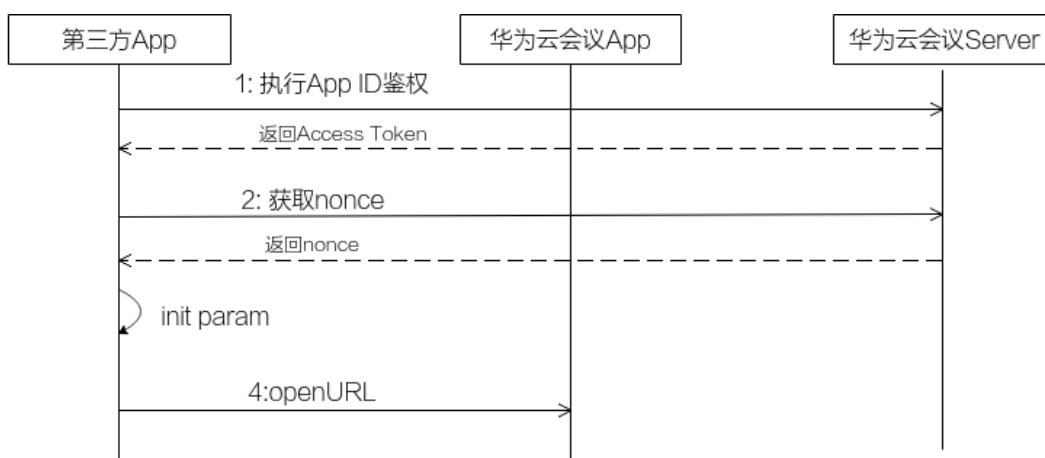 第三方App
华为云会议App
华为云会议Server
1: 执行App ID鉴权
返回Access Token
2: 获取nonce
返回nonce
init param
4:openURL